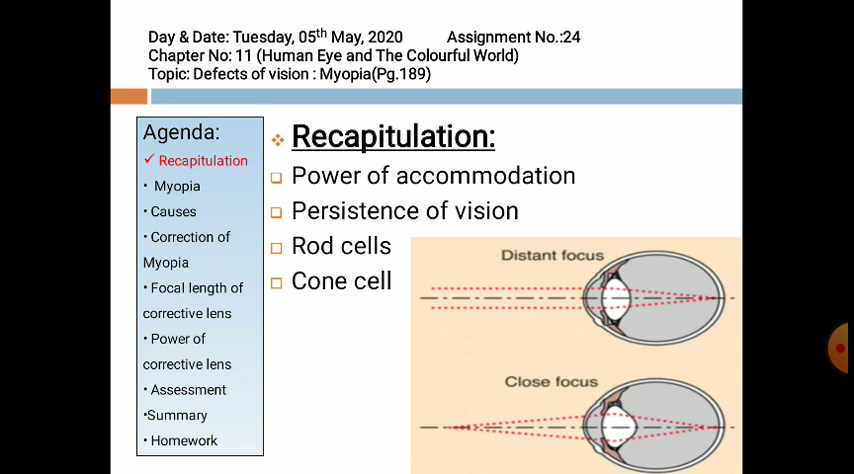 Day & Date: Tuesday, 05th May, 2020 Assignment No.:24
Chapter No: 11 (Human Eye and The Colourful World)
Topic: Defects of vision : Myopia(Pg.189)
Agenda:
✓ Recapitulation
• Myopia
• Causes
• Correction of
Myopia
• Focal length of
corrective lens
• Power of
corrective lens
• Assessment
•Summary
• Homework
❖ Recapitulation:
❑ Power of accommodation
❑ Persistence of vision
❑ Rod cells
❑ Cone cell
Distant focus
Close focus